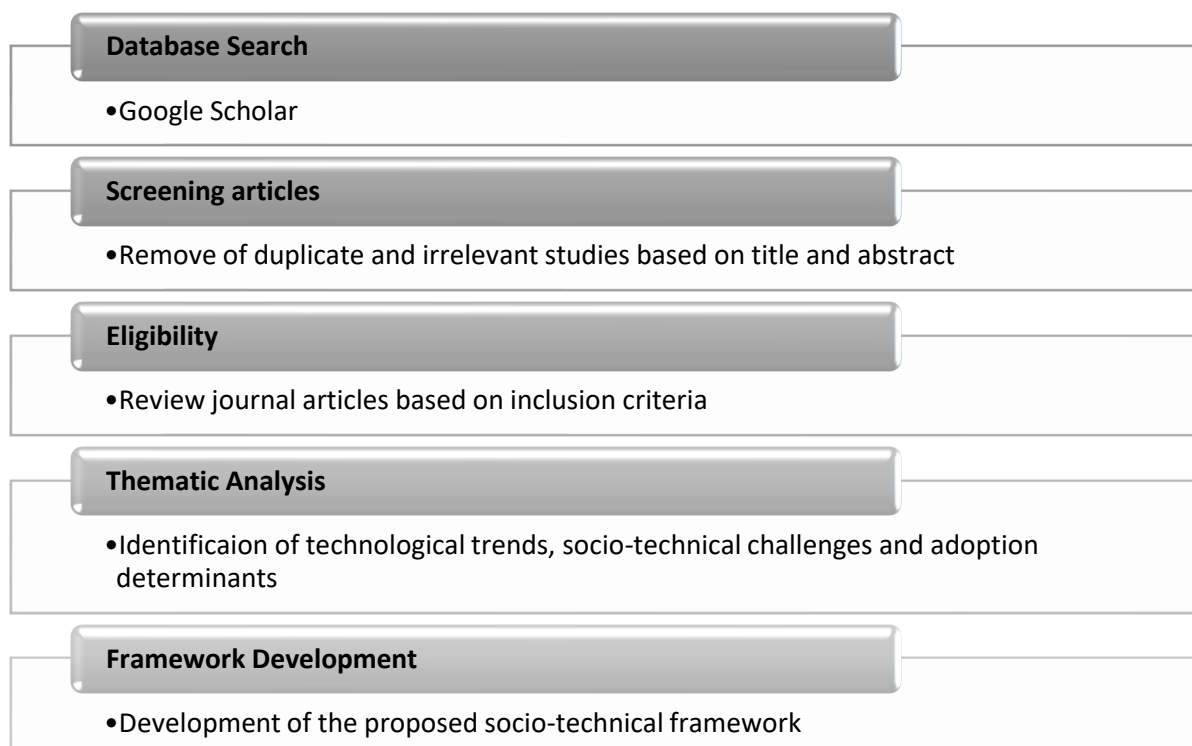 Database Search
•Google Scholar
Screening articles
•Remove of duplicate and irrelevant studies based on title and abstract
Eligibility
•Review journal articles based on inclusion criteria
Thematic Analysis
•Identificaion of technological trends, socio-technical challenges and adoption
determinants
Framework Development
•Development of the proposed socio-technical framework